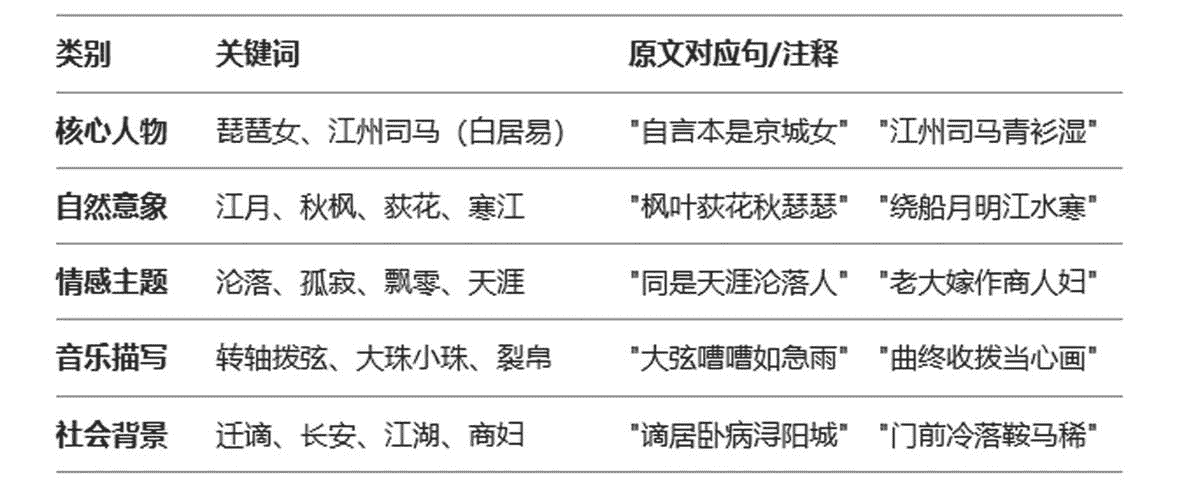 类别 关键词 原文对应句/注释
核心人物 琵琶女、江州司马（白居易） "自言本是京城女" "江州司马青衫湿"
自然意象 江月、秋枫、荻花、寒江 "枫叶荻花秋瑟瑟" "绕船月明江水寒"
情感主题 沦落、孤寂、飘零、天涯 "同是天涯沦落人" "老大嫁作商人妇"
音乐描写 转轴拨弦、大珠小珠、裂帛 "大弦嘈嘈如急雨" "曲终收拨当心画"
社会背景 迁谪、长安、江湖、商妇 "谪居卧病浔阳城" "门前冷落鞍马稀"